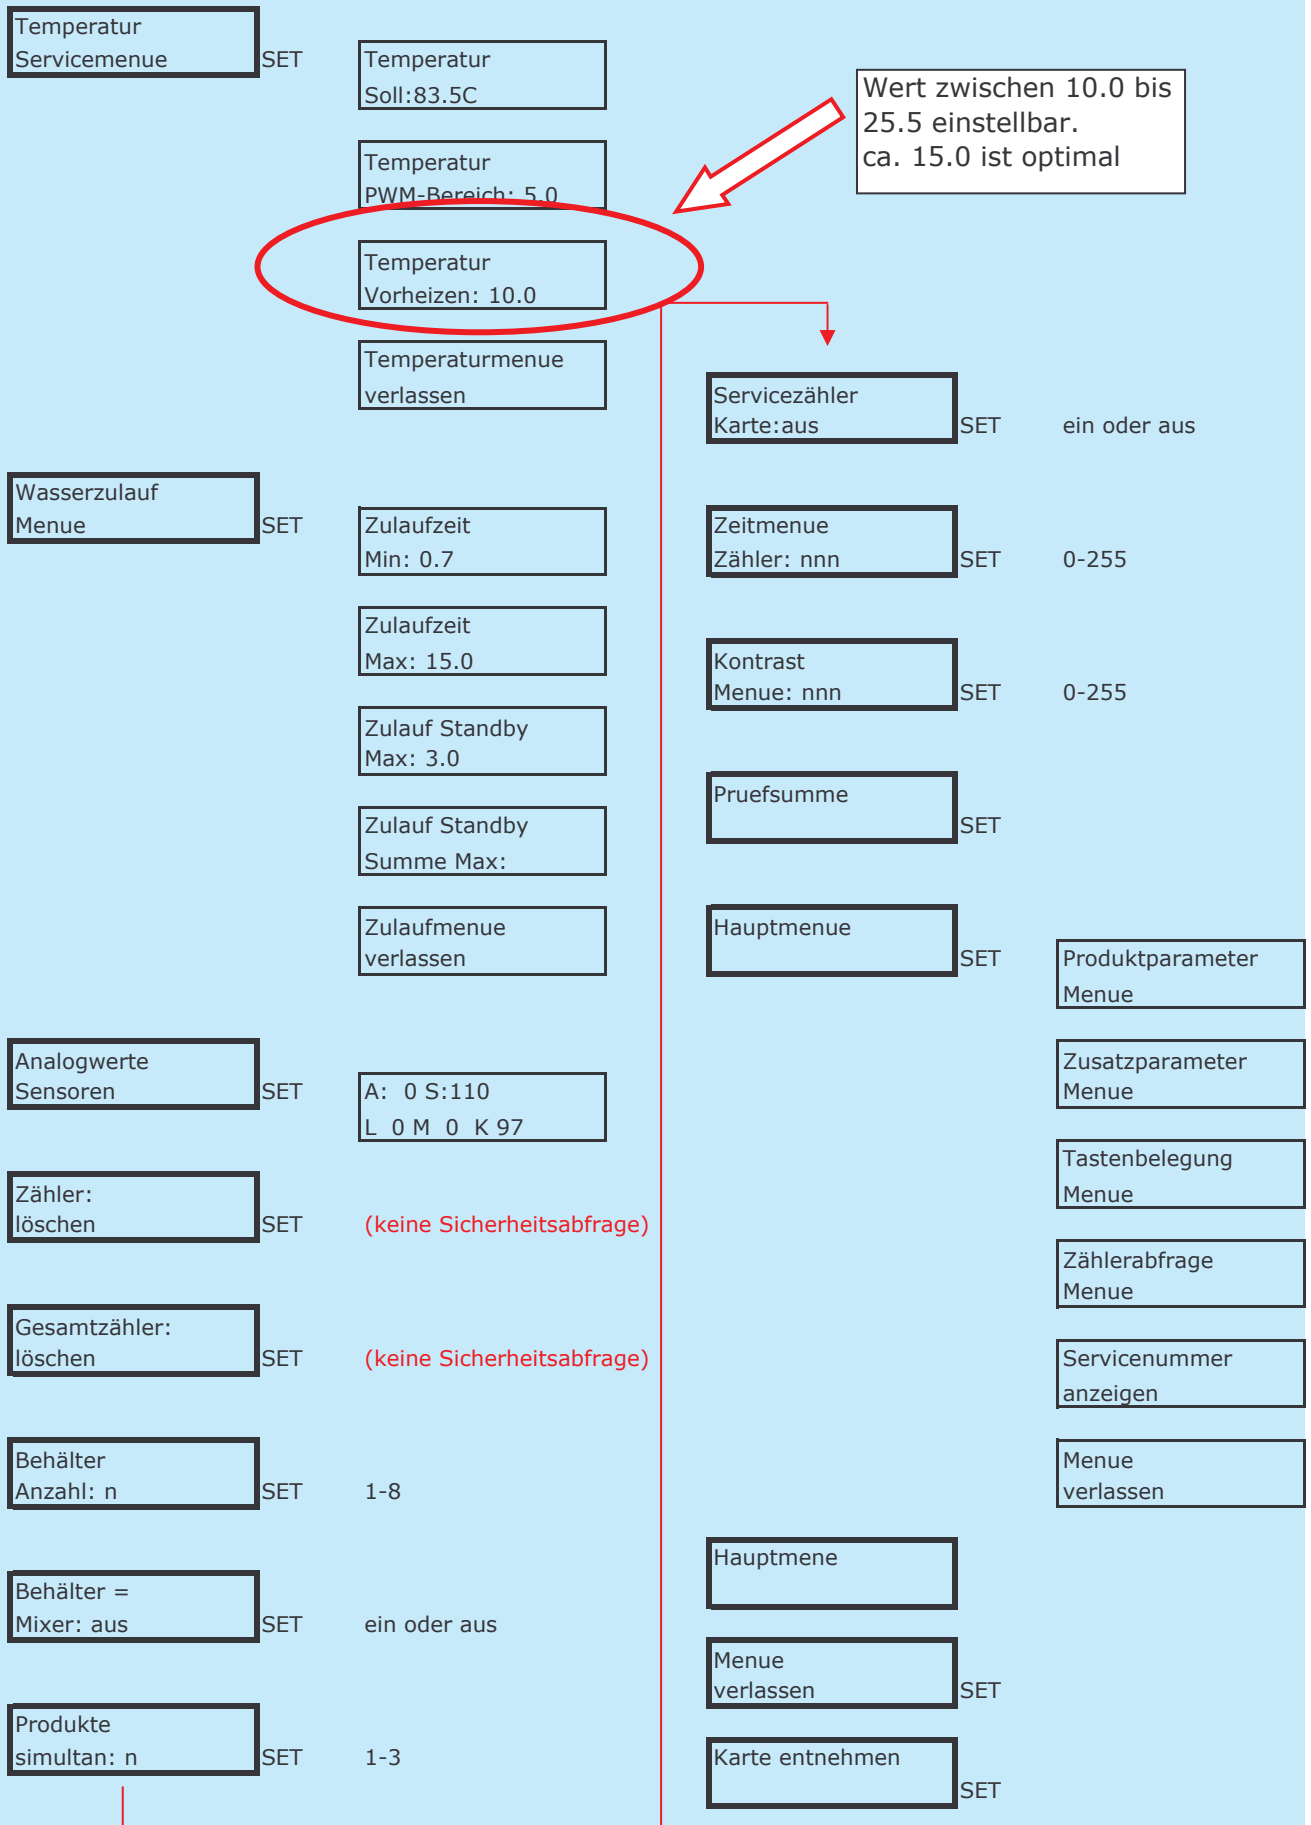 Temperatur
Servicemenue
SET
Temperatur
Soll:83.5C
Temperatur
PWM-Bereich: 5.0
Temperatur
Vorheizen: 10.0
Temperaturmenue
verlassen
Wert zwischen 10.0 bis
25.5 einstellbar.
ca. 15.0 ist optimal
Wasserzulauf
Menue
SET
Zulaufzeit
Min: 0.7
Zulaufzeit
Max: 15.0
Zulauf Standby
Max: 3.0
Zulauf Standby
Summe Max:
Zulaufmenue
verlassen
Analogwerte
Sensoren
SET
A:  0 S:110
L  0 M  0  K 97
Zähler:
löschen
SET
(keine Sicherheitsabfrage)
Gesamtzähler:
löschen
SET
(keine Sicherheitsabfrage)
Behälter
Anzahl: n
SET
1-8
Behälter =
Mixer: aus
SET
ein oder aus
Produkte
simultan: n
SET
1-3
Servicezähler
Karte:aus
SET
ein oder aus
Zeitmenue
Zähler: nnn
SET
0-255
Kontrast
Menue: nnn
SET
0-255
Pruefsumme
SET
Hauptmenue
SET
Produktparameter
Menue
Zusatzparameter
Menue
Tastenbelegung
Menue
Zählerabfrage
Menue
Servicenummer
anzeigen
Menue
verlassen
Hauptmene
Menue
verlassen
SET
Karte entnehmen
SET